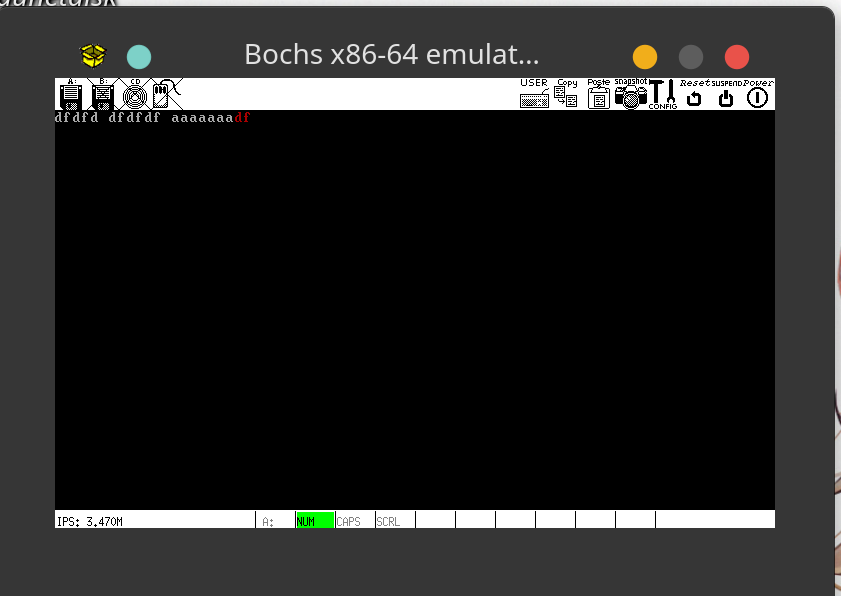 Bochs x86-64 emulat...
A: B: CD USER Copy Paste snapshot CONFIG Reset SUSPEND Power
dfdfd dfdfdf aaaaaaadf
IPS: 3.470M A: NUM CAPS SCRL